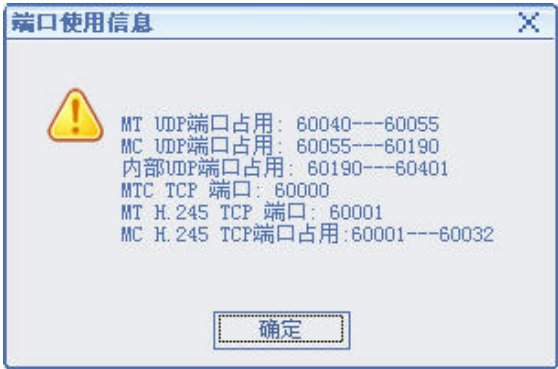 端口使用信息
MT UDP端口占用: 60040---60055
MC UDP端口占用: 60055---60190
内部UDP端口占用: 60190---60401
MTC TCP 端口: 60000
MT H.245 TCP 端口: 60001
MC H.245 TCP端口占用:60001---60032
确定